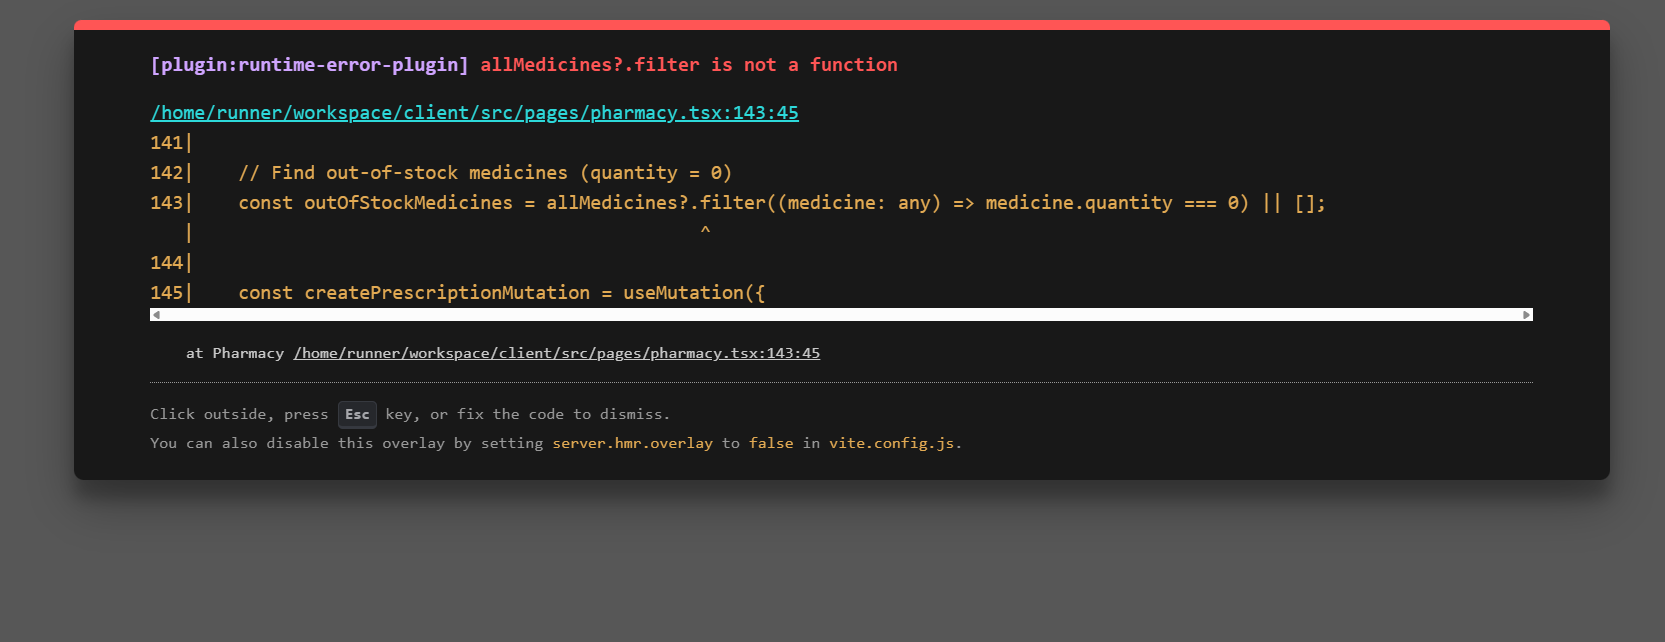 [plugin:runtime-error-plugin] allMedicines?.filter is not a function
/home/runner/workspace/client/src/pages/pharmacy.tsx:143:45
141|
142|    // Find out-of-stock medicines (quantity = 0)
143|    const outOfStockMedicines = allMedicines?.filter((medicine: any) => medicine.quantity === 0) || [];
   |                                              ^
144|
145|    const createPrescriptionMutation = useMutation({
at Pharmacy /home/runner/workspace/client/src/pages/pharmacy.tsx:143:45
Click outside, press Esc key, or fix the code to dismiss.
You can also disable this overlay by setting server.hmr.overlay to false in vite.config.js.